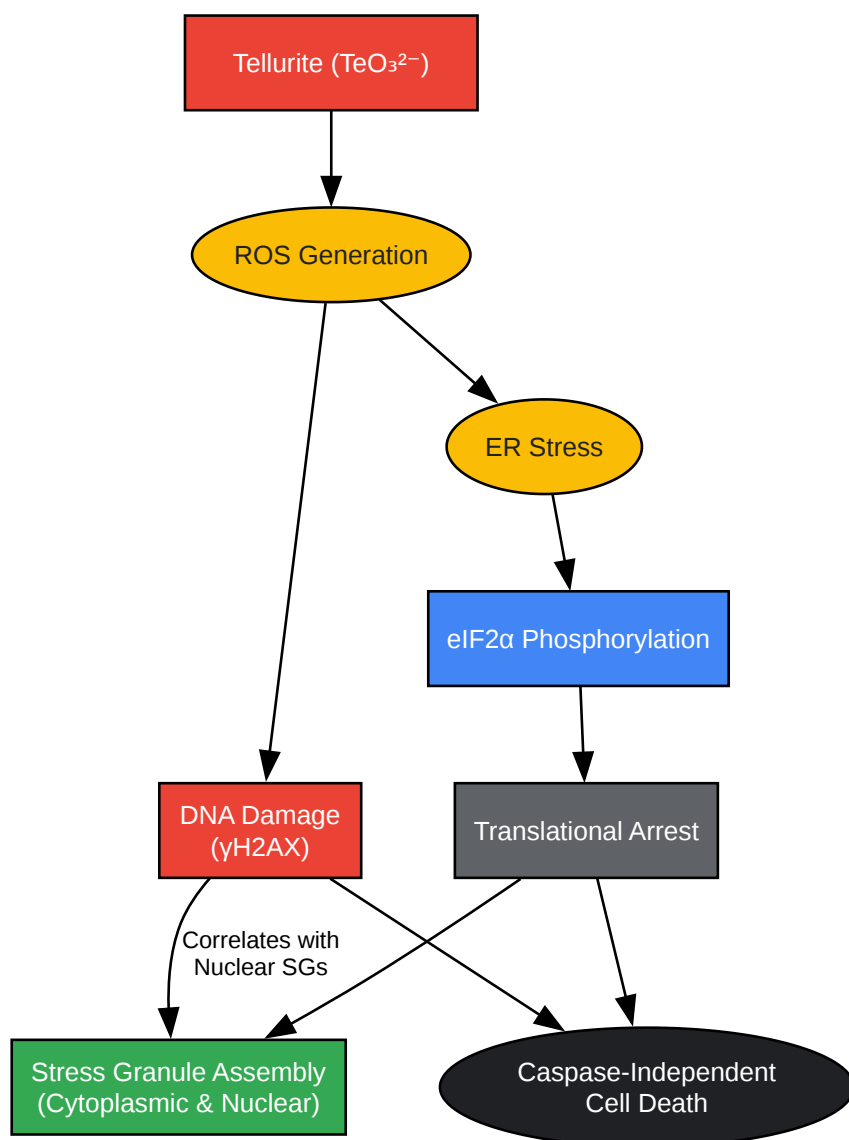 Tellurite (TeO₃²⁻)
ROS Generation
ER Stress
eIF2α Phosphorylation
DNA Damage
(γH2AX)
Translational Arrest
Correlates with
Nuclear SGs
Stress Granule Assembly
(Cytoplasmic & Nuclear)
Caspase-Independent
Cell Death